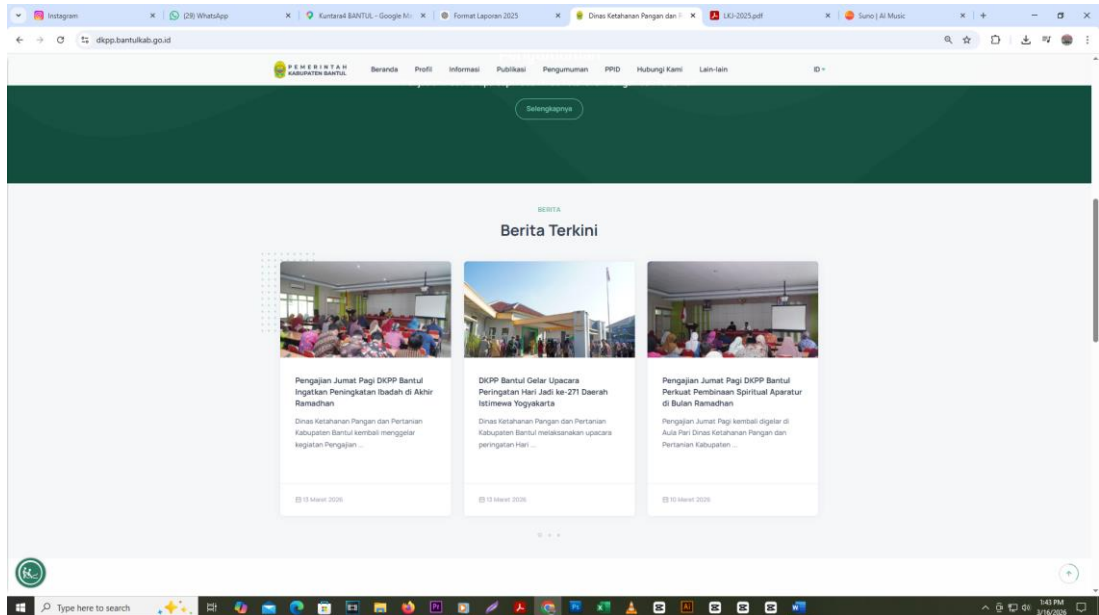 Instagram
(29) WhatsApp
Kuntara4 BANTUL - Google M
Format Laporan 2025
Dinas Ketahanan Pangan dan P
LKJ-2025.pdf
Suno | AI Music
dkpp.bantulkab.go.id
PEMERINTAH
KABUPATEN BANTUL
Beranda
Profil
Informasi
Publikasi
Pengumuman
PPID
Hubungi Kami
Lain-lain
ID
Selengkapnya
BERITA
Berita Terkini
Pengajian Jumat Pagi DKPP Bantul
Ingatkan Peningkatan Ibadah di Akhir
Ramadhan
Dinas Ketahanan Pangan dan Pertanian
Kabupaten Bantul kembali menggelar
kegiatan Pengajian ...
13 Maret 2026
DKPP Bantul Gelar Upacara
Peringatan Hari Jadi ke-271 Daerah
Istimewa Yogyakarta
Dinas Ketahanan Pangan dan Pertanian
Kabupaten Bantul melaksanakan upacara
peringatan Hari ...
13 Maret 2026
Pengajian Jumat Pagi DKPP Bantul
Perkuat Pembinaan Spiritual Aparatur
di Bulan Ramadhan
Pengajian Jumat Pagi kembali digelar di
Aula Pari Dinas Ketahanan Pangan dan
Pertanian Kabupaten ...
10 Maret 2026
Type here to search
1:43 PM
3/16/2026